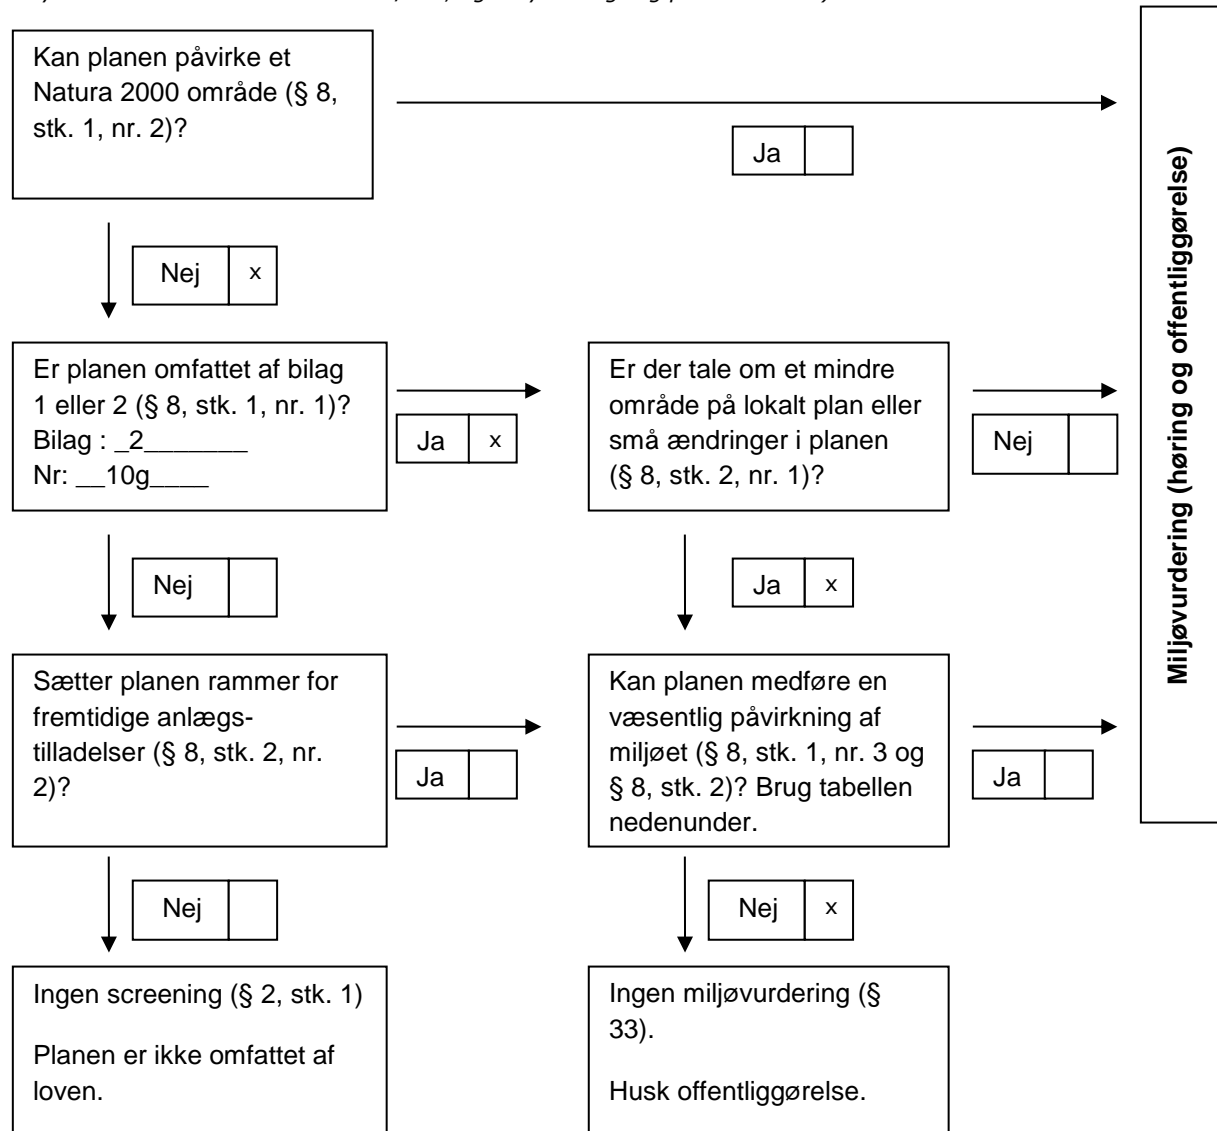 Kan planen påvirke et
Natura 2000 område (§ 8,
stk. 1, nr. 2)?
Ja
Nej x
Er planen omfattet af bilag
1 eller 2 (§ 8, stk. 1, nr. 1)?
Bilag : _2_______
Nr: __10g____
Ja x
Er der tale om et mindre
område på lokalt plan eller
små ændringer i planen
(§ 8, stk. 2, nr. 1)?
Nej
Nej
Ja x
Sætter planen rammer for
fremtidige anlægs-
tilladelser (§ 8, stk. 2, nr.
2)?
Ja
Kan planen medføre en
væsentlig påvirkning af
miljøet (§ 8, stk. 1, nr. 3 og
§ 8, stk. 2)? Brug tabellen
nedenunder.
Ja
Nej
Nej x
Ingen screening (§ 2, stk. 1)
Planen er ikke omfattet af
loven.
Ingen miljøvurdering (§
33).
Husk offentliggørelse.
Miljøvurdering (høring og offentliggørelse)